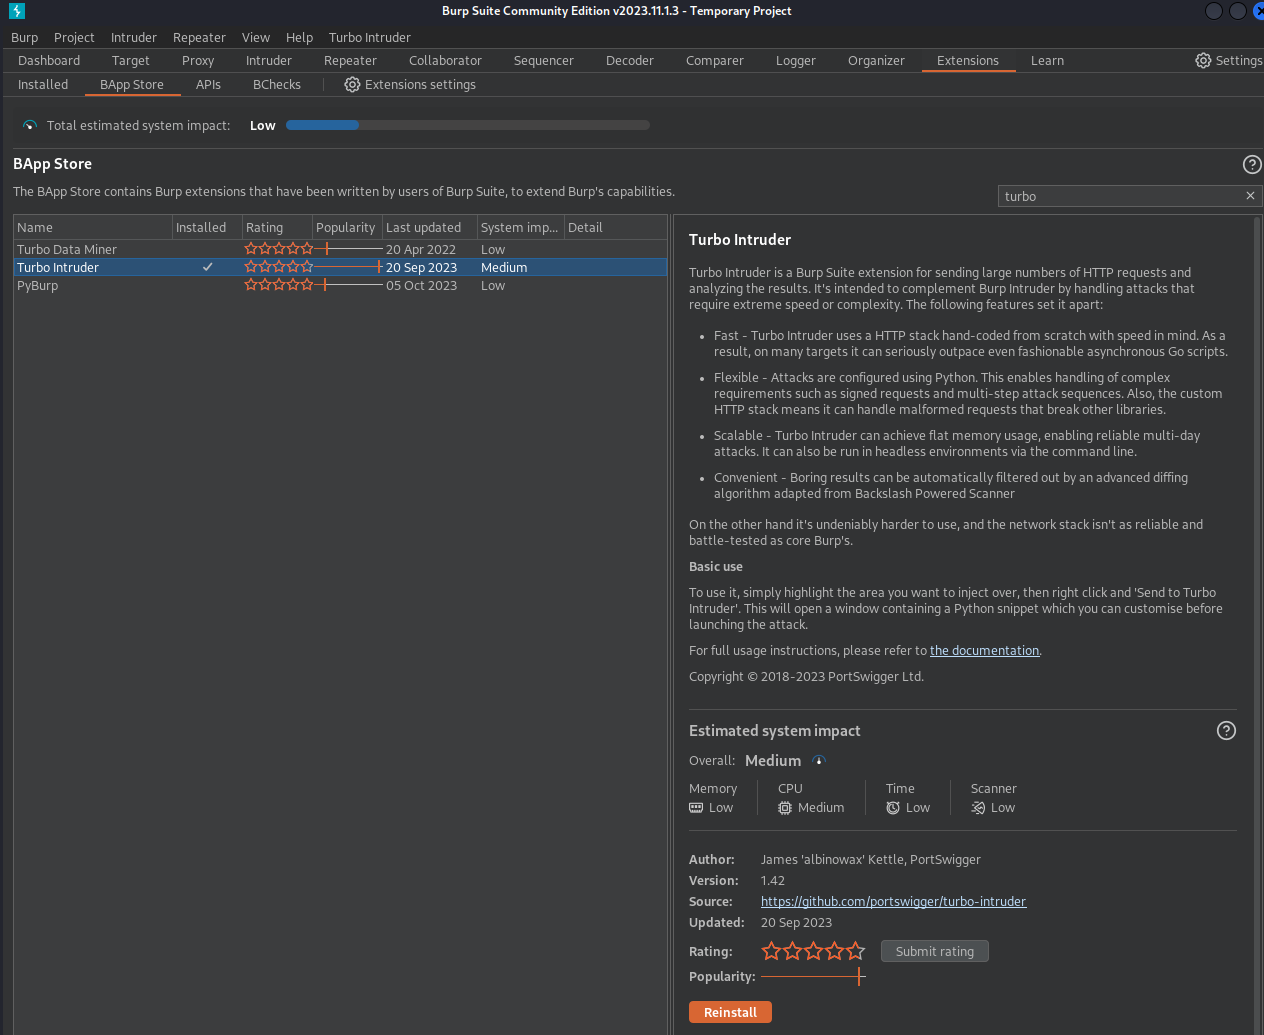 Burp Suite Community Edition v2023.11.1.3 - Temporary Project
Burp Project Intruder Repeater View Help Turbo Intruder
Dashboard Target Proxy Intruder Repeater Collaborator Sequencer Decoder Comparer Logger Organizer Extensions Learn Settings
Installed BApp Store APIs BChecks Extensions settings
Total estimated system impact: Low
BApp Store
The BApp Store contains Burp extensions that have been written by users of Burp Suite, to extend Burp's capabilities.
turbo
Name Installed Rating Popularity Last updated System imp... Detail
Turbo Data Miner 20 Apr 2022 Low
Turbo Intruder 20 Sep 2023 Medium
PyBurp 05 Oct 2023 Low
Turbo Intruder
Turbo Intruder is a Burp Suite extension for sending large numbers of HTTP requests and
analyzing the results. It's intended to complement Burp Intruder by handling attacks that
require extreme speed or complexity. The following features set it apart:
• Fast - Turbo Intruder uses a HTTP stack hand-coded from scratch with speed in mind. As a
result, on many targets it can seriously outpace even fashionable asynchronous Go scripts.
• Flexible - Attacks are configured using Python. This enables handling of complex
requirements such as signed requests and multi-step attack sequences. Also, the custom
HTTP stack means it can handle malformed requests that break other libraries.
• Scalable - Turbo Intruder can achieve flat memory usage, enabling reliable multi-day
attacks. It can also be run in headless environments via the command line.
• Convenient - Boring results can be automatically filtered out by an advanced diffing
algorithm adapted from Backslash Powered Scanner
On the other hand it's undeniably harder to use, and the network stack isn't as reliable and
battle-tested as core Burp's.
Basic use
To use it, simply highlight the area you want to inject over, then right click and 'Send to Turbo
Intruder'. This will open a window containing a Python snippet which you can customise before
launching the attack.
For full usage instructions, please refer to the documentation.
Copyright © 2018-2023 PortSwigger Ltd.
Estimated system impact
Overall: Medium
Memory CPU Time Scanner
Low Medium Low Low
Author: James 'albinowax' Kettle, PortSwigger
Version: 1.42
Source: https://github.com/portswigger/turbo-intruder
Updated: 20 Sep 2023
Rating: Submit rating
Popularity:
Reinstall